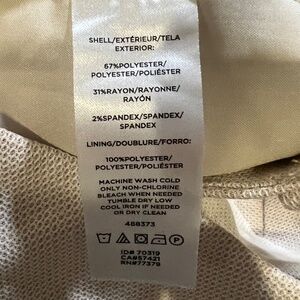 SHELL/EXTÉRIEUR/TELA
EXTERIOR:
67%POLYESTER/
POLYESTER/POLIÉSTER
31%RAYON/RAYONNE/
RAYÓN
2%SPANDEX/SPANDEX/
SPANDEX
LINING/DOUBLURE/FORRO:
100%POLYESTER/
POLYESTER/POLIÉSTER
MACHINE WASH COLD
ONLY NON-CHLORINE
BLEACH WHEN NEEDED
TUMBLE DRY LOW
COOL IRON IF NEEDED
OR DRY CLEAN
488373
ID# 70319
CA#57421
RN#77378